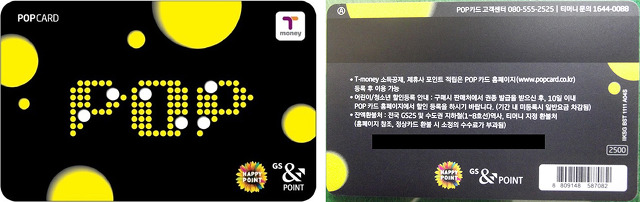 POPCARD
T
money
POP
HAPPY
POINT
GS
&
POINT
A
POP카드 고객센터 080-555-2525 | 티머니 문의 1644-0088
• T-money 소득공제, 제휴사 포인트 적립은 POP 카드 홈페이지(www.popcard.co.kr)
등록 후 이용 가능
• 어린이/청소년 할인등록 안내 : 구매시 판매처에서 권종 발급을 받으신 후, 10일 이내
POP 카드 홈페이지에서 할인 등록을 하시기 바랍니다. (기간 내 미등록시 일반요금 차감됨)
• 잔액환불처 : 전국 GS25 및 수도권 지하철(1~8호선)역사, 티머니 지정 환불처
(홈페이지 참조, 정상카드 환불 시 소정의 수수료가 부과됨)
HAPPY
POINT
GS
&
POINT
IIKSG BST 1111 A045
2500
8 809148 587082